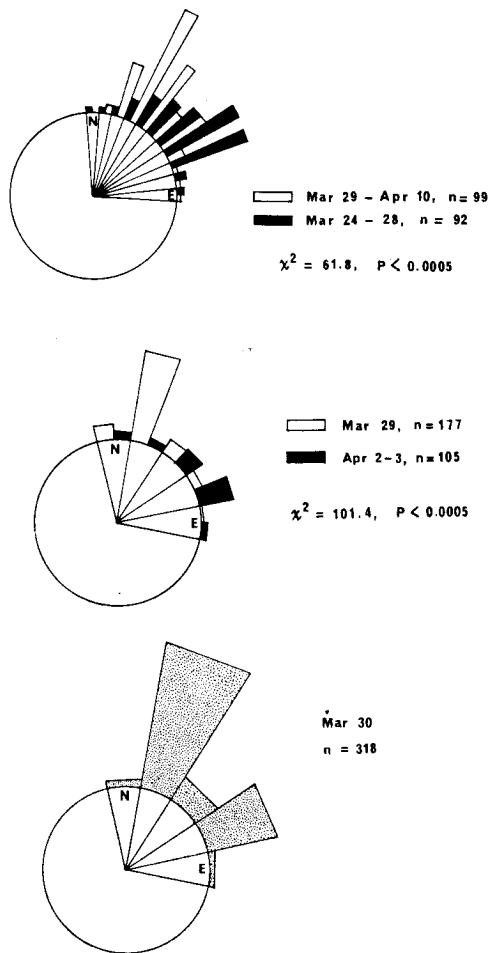 N
E
Mar 29 - Apr 10, n = 99
Mar 24 - 28, n = 92
χ² = 61.8, P < 0.0005
N
E
Mar 29, n = 177
Apr 2-3, n = 105
χ² = 101.4, P < 0.0005
Mar 30
n = 318
N
E